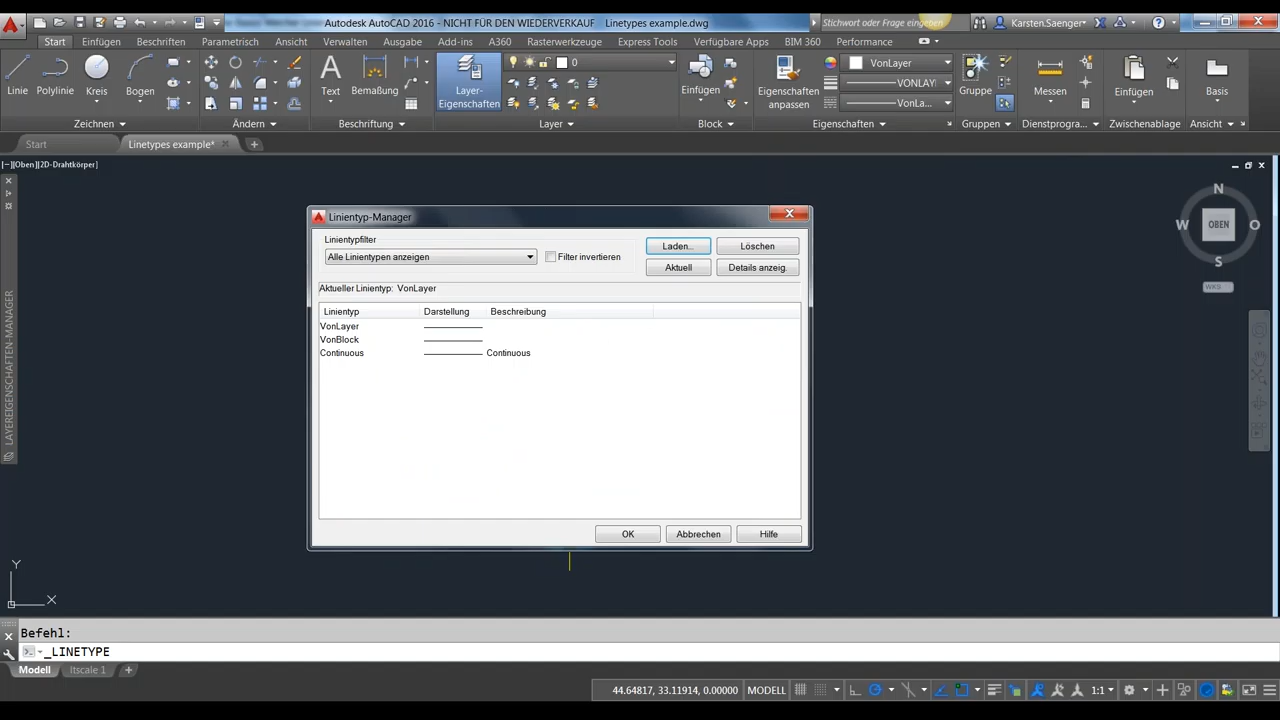 Autodesk AutoCAD 2016 - NICHT FÜR DEN WIEDERVERKAUF Linetypes example.dwg
Stichwort oder Frage eingeben
Karsten.Saenger
Start Einfügen Beschriften Parametrisch Ansicht Verwalten Ausgabe Add-ins A360 Rasterwerkzeuge Express Tools Verfügbare Apps BIM 360 Performance
0
VonLayer
VONLAY
VonLa...
Linie Polylinie Kreis Bogen Text Bemaßung Layer-Eigenschaften Einfügen Eigenschaften anpassen Gruppe Messen Einfügen Basis
Zeichnen Ändern Beschriftung Layer Block Eigenschaften Gruppen Dienstprogram... Zwischenablage Ansicht
Start Linetypes example* +
[−][Oben][2D-Drahtkörper]
N
W OBEN O
S
WKS
LAYEREIGENSCHAFTEN-MANAGER
Linientyp-Manager
Linientypfilter
Alle Linientypen anzeigen
Filter invertieren
Laden...
Löschen
Aktuell
Details anzeig.
Aktueller Linientyp: VonLayer
Linientyp Darstellung Beschreibung
VonLayer
VonBlock
Continuous Continuous
OK Abbrechen Hilfe
Y
X
Befehl:
_LINETYPE
Modell ltscale 1 +
44.64817, 33.11914, 0.00000 MODELL 1:1